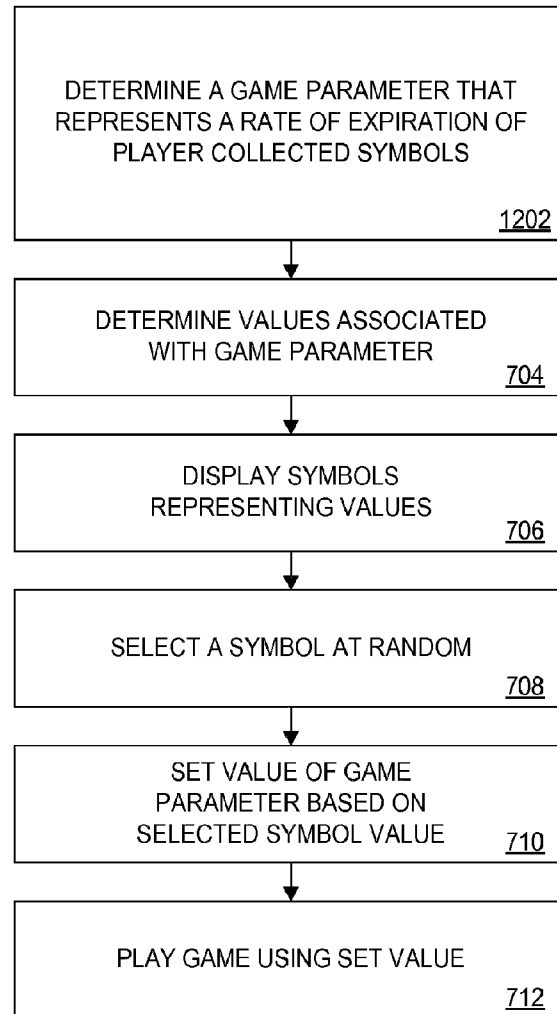 DETERMINE A GAME PARAMETER THAT
REPRESENTS A RATE OF EXPIRATION OF
PLAYER COLLECTED SYMBOLS
1202
DETERMINE VALUES ASSOCIATED
WITH GAME PARAMETER
704
DISPLAY SYMBOLS
REPRESENTING VALUES
706
SELECT A SYMBOL AT RANDOM
708
SET VALUE OF GAME
PARAMETER BASED ON
SELECTED SYMBOL VALUE
710
PLAY GAME USING SET VALUE
712